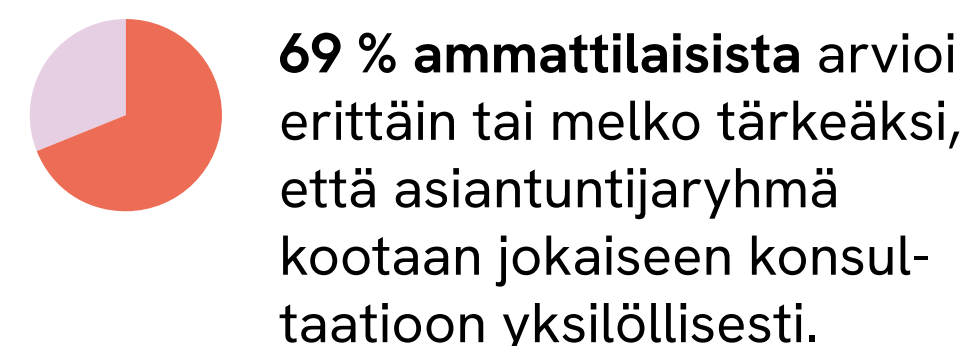 69 % ammattilaisista arvioi
erittäin tai melko tärkeäksi,
että asiantuntijaryhmä
kootaan jokaiseen konsul-
taatioon yksilöllisesti.